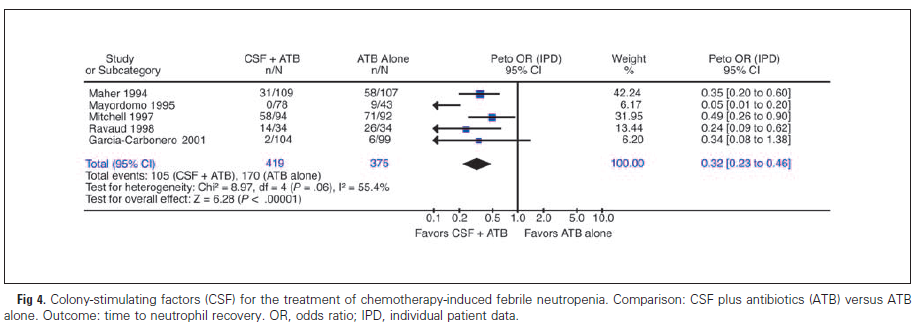 Study CSF + ATB ATB Alone Peto OR (IPD) Weight Peto OR (IPD)
or Subcategory n/N n/N 95% CI % 95% CI
Maher 1994 31/109 58/107 42.24 0.35 [0.20 to 0.60]
Mayordomo 1995 0/78 9/43 6.17 0.05 [0.01 to 0.20]
Mitchell 1997 58/94 71/92 31.95 0.49 [0.26 to 0.90]
Ravaud 1998 14/34 26/34 13.44 0.24 [0.09 to 0.62]
Garcia-Carbonero 2001 2/104 6/99 6.20 0.34 [0.08 to 1.38]
Total (95% CI) 419 375 100.00 0.32 [0.23 to 0.46]
Total events: 105 (CSF + ATB), 170 (ATB alone)
Test for heterogeneity: Chi² = 8.97, df = 4 (P = .06), I² = 55.4%
Test for overall effect: Z = 6.28 (P < .00001)
0.1 0.2 0.5 1.0 2.0 5.0 10.0
Favors CSF + ATB Favors ATB alone
Fig 4. Colony-stimulating factors (CSF) for the treatment of chemotherapy-induced febrile neutropenia. Comparison: CSF plus antibiotics (ATB) versus ATB
alone. Outcome: time to neutrophil recovery. OR, odds ratio; IPD, individual patient data.